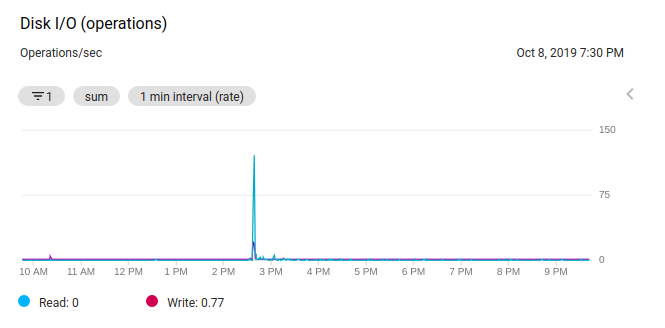 Disk I/O (operations)
Operations/sec Oct 8, 2019 7:30 PM
1 sum 1 min interval (rate)
150
75
0
10 AM 11 AM 12 PM 1 PM 2 PM 3 PM 4 PM 5 PM 6 PM 7 PM 8 PM 9 PM
Read: 0 Write: 0.77